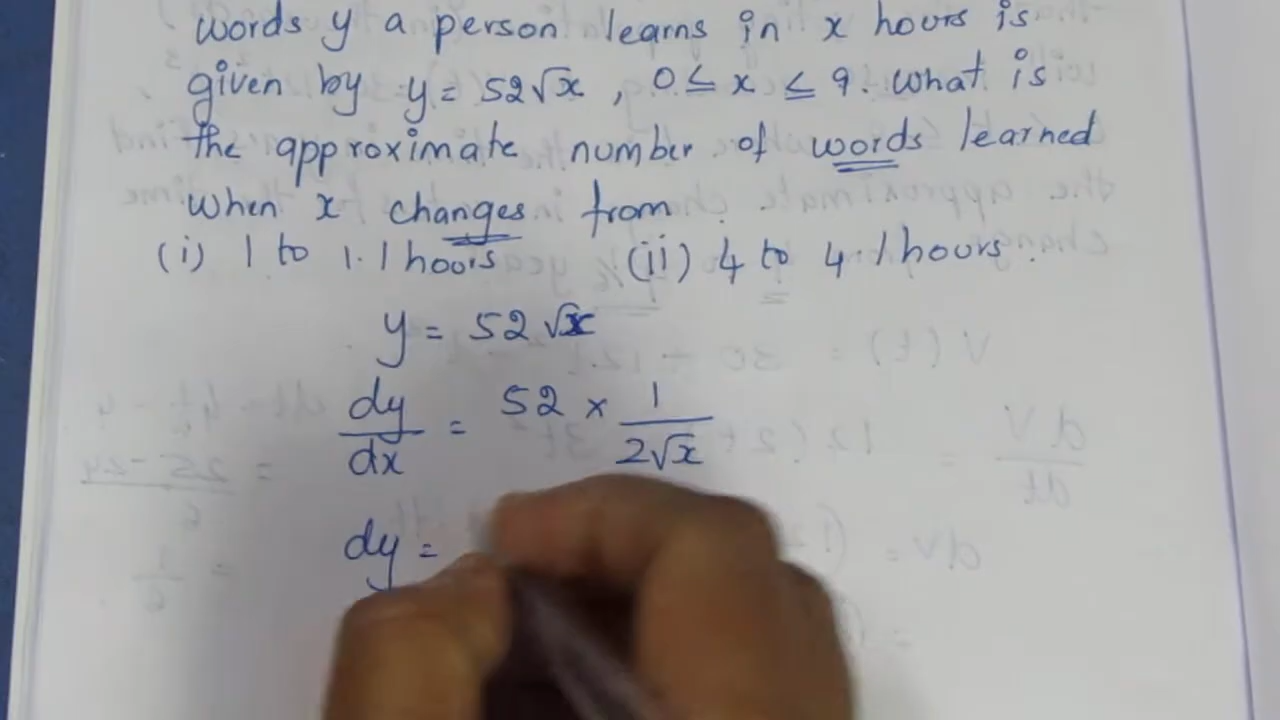 words y a person learns in x hours is
given by y = 52√x , 0 ≤ x ≤ 9. What is
the approximate number of words learned
when x changes from
(i) 1 to 1.1 hours (ii) 4 to 4.1 hours.
y = 52√x
dy/dx = 52 × 1/2√x
dy =